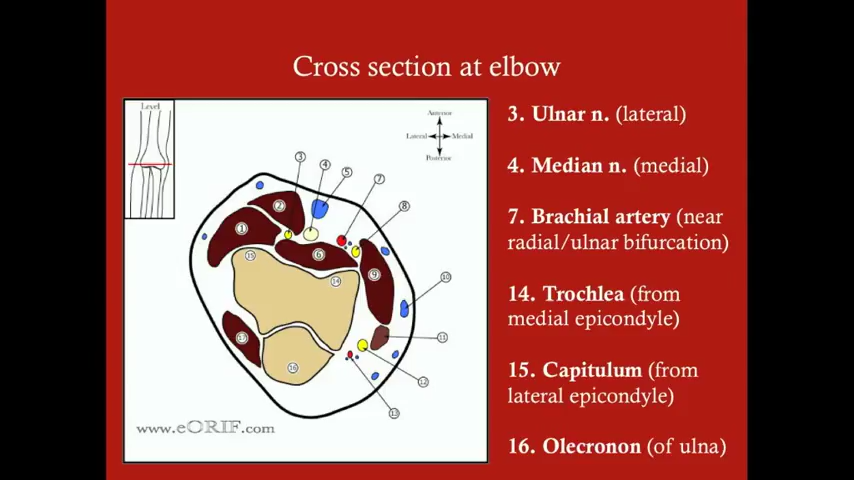 Cross section at elbow
Level
Anterior
Lateral Medial
Posterior
3 4 5 7
8
2
1
6
15
9
14
10
17
11
16
12
13
www.eORIF.com
3. Ulnar n. (lateral)
4. Median n. (medial)
7. Brachial artery (near
radial/ulnar bifurcation)
14. Trochlea (from
medial epicondyle)
15. Capitulum (from
lateral epicondyle)
16. Olecronon (of ulna)